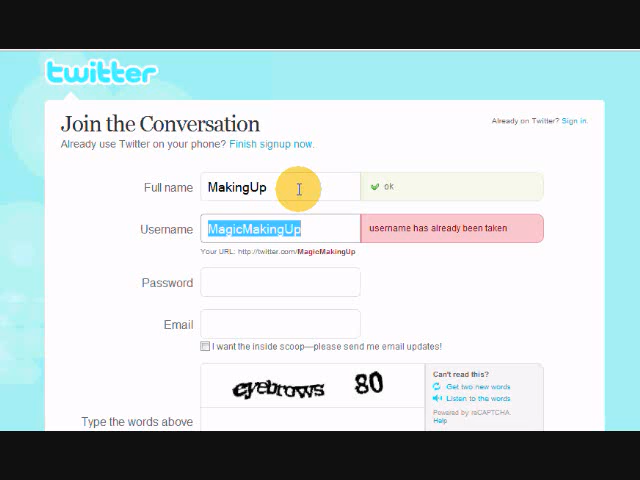 twitter
Join the Conversation
Already on Twitter? Sign in.
Already use Twitter on your phone? Finish signup now.
Full name MakingUp ok
Username MagicMakingUp username has already been taken
Your URL: http://twitter.com/MagicMakingUp
Password
Email
I want the inside scoop—please send me email updates!
eyebrows 80
Can't read this?
Get two new words
Listen to the words
Powered by reCAPTCHA.
Help
Type the words above